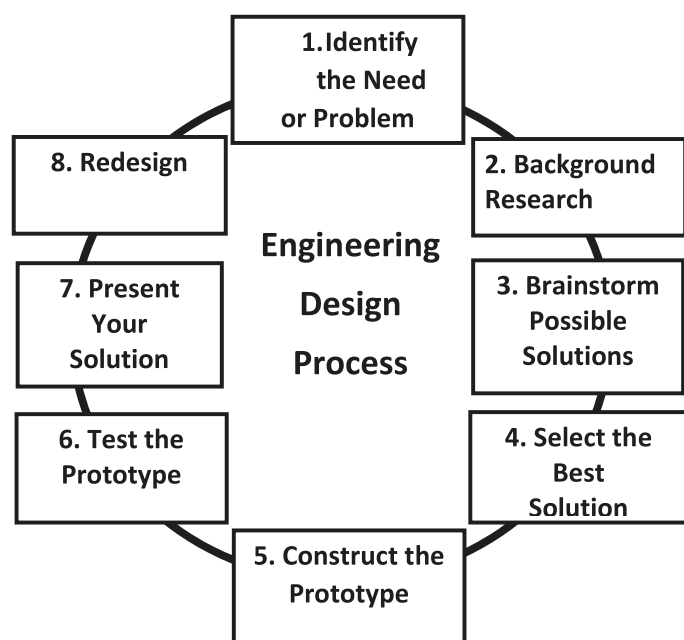 1.Identify
the Need
or Problem
2. Background
Research
3. Brainstorm
Possible
Solutions
4. Select the
Best
Solution
5. Construct the
Prototype
6. Test the
Prototype
7. Present
Your
Solution
8. Redesign
Engineering
Design
Process